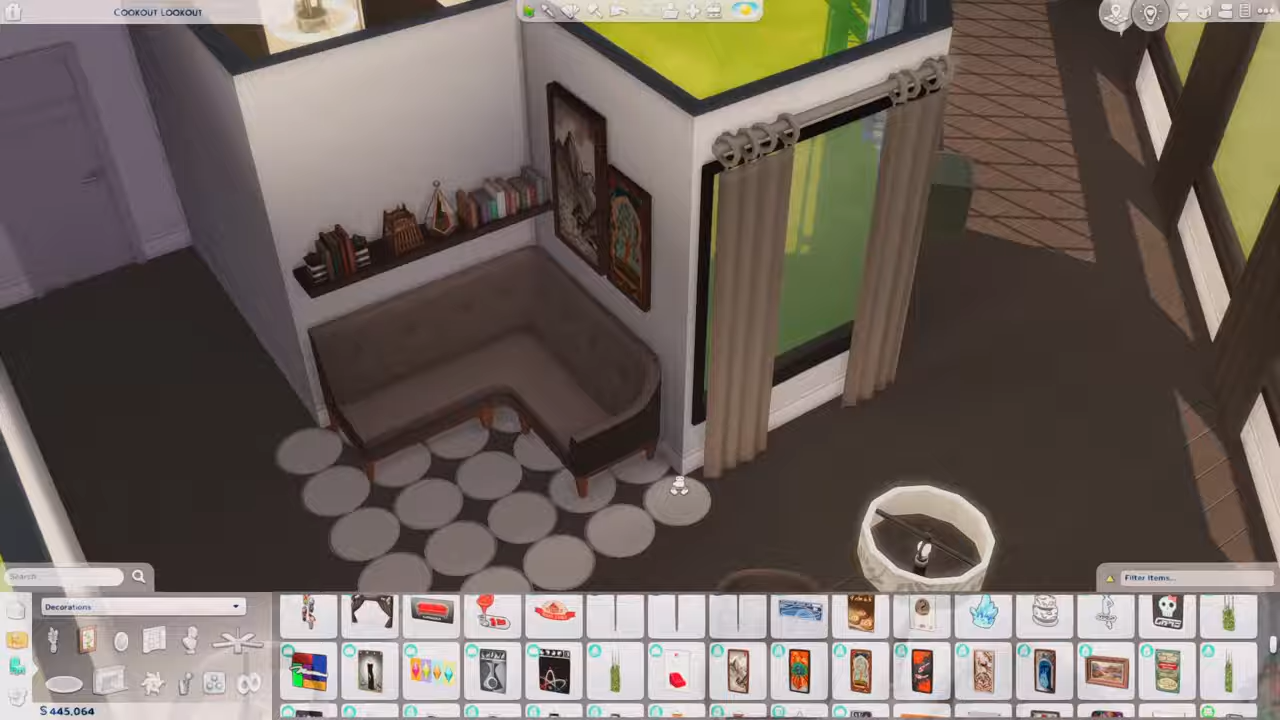 COOKOUT LOOKOUT
Search
Filter Items...
Decorations
$445,064